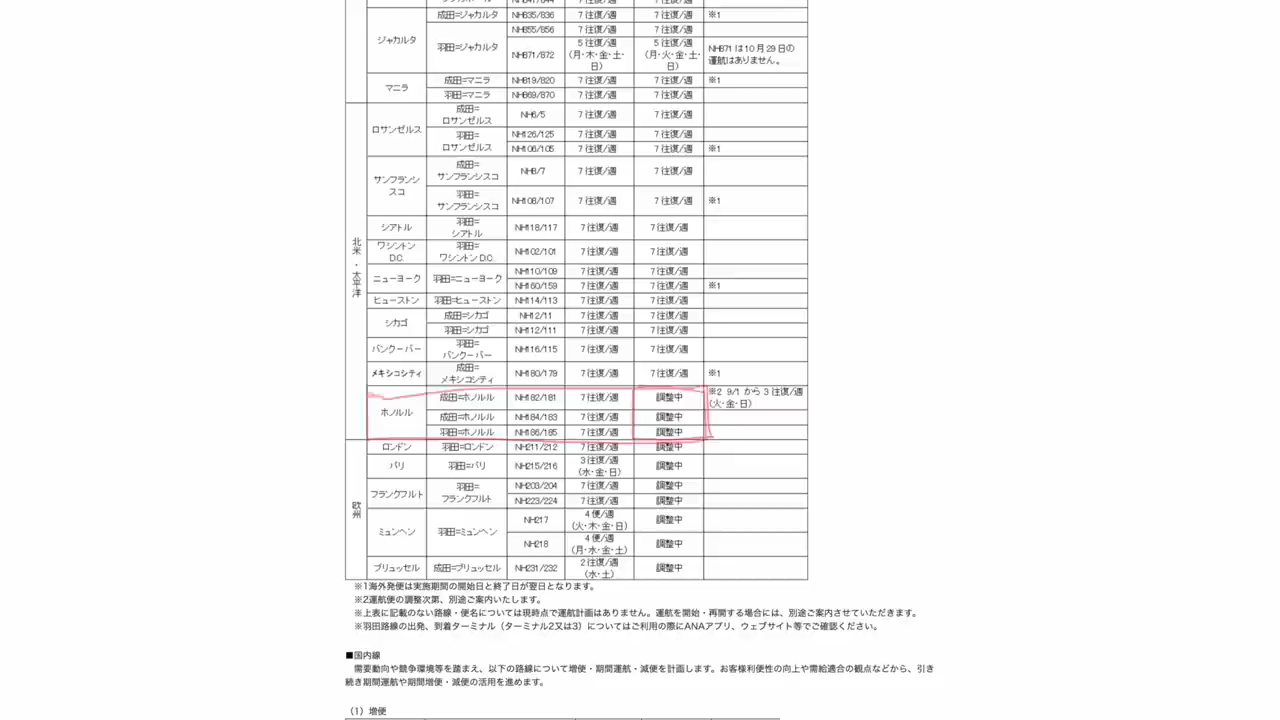 ジャカルタ 成田=ジャカルタ NH835/836 7 往復/週 7 往復/週 ※1
羽田=ジャカルタ NH855/856 7 往復/週 7 往復/週
NH871/872 5 往復/週 (月・木・金・土・日) 5 往復/週 (月・火・金・土・日) NH871 は 10 月 29 日の運航はありません。
マニラ 成田=マニラ NH819/820 7 往復/週 7 往復/週 ※1
羽田=マニラ NH869/870 7 往復/週 7 往復/週
北米・太平洋
ロサンゼルス 成田=ロサンゼルス NH6/5 7 往復/週 7 往復/週
羽田=ロサンゼルス NH126/125 7 往復/週 7 往復/週
NH106/105 7 往復/週 7 往復/週 ※1
サンフランシスコ 成田=サンフランシスコ NH8/7 7 往復/週 7 往復/週
羽田=サンフランシスコ NH108/107 7 往復/週 7 往復/週 ※1
シアトル 羽田=シアトル NH118/117 7 往復/週 7 往復/週
ワシントンD.C. 羽田=ワシントン D.C. NH102/101 7 往復/週 7 往復/週
ニューヨーク 羽田=ニューヨーク NH110/109 7 往復/週 7 往復/週
NH160/159 7 往復/週 7 往復/週 ※1
ヒューストン 羽田=ヒューストン NH114/113 7 往復/週 7 往復/週
シカゴ 成田=シカゴ NH12/11 7 往復/週 7 往復/週
羽田=シカゴ NH112/111 7 往復/週 7 往復/週
バンクーバー 羽田=バンクーバー NH116/115 7 往復/週 7 往復/週
メキシコシティ 成田=メキシコシティ NH180/179 7 往復/週 7 往復/週 ※1
ホノルル 成田=ホノルル NH182/181 7 往復/週 調整中 ※2 9/1 から 3 往復/週 (火・金・日)
成田=ホノルル NH184/183 7 往復/週 調整中
羽田=ホノルル NH186/185 7 往復/週 調整中
欧州
ロンドン 羽田=ロンドン NH211/212 7 往復/週 調整中
パリ 羽田=パリ NH215/216 3 往復/週 (水・金・日) 調整中
フランクフルト 羽田=フランクフルト NH203/204 7 往復/週 調整中
NH223/224 7 往復/週 調整中
ミュンヘン 羽田=ミュンヘン NH217 4 便/週 (火・木・金・日) 調整中
NH218 4 便/週 (月・水・金・土) 調整中
ブリュッセル 成田=ブリュッセル NH231/232 2 往復/週 (水・土) 調整中
※1海外発便は実施期間の開始日と終了日が翌日となります。
※2運航便の調整次第、別途ご案内いたします。
※上表に記載のない路線・便名については現時点で運航計画はありません。運航を開始・再開する場合には、別途ご案内させていただきます。
※羽田路線の出発、到着ターミナル（ターミナル2又は3）についてはご利用の際にANAアプリ、ウェブサイト等でご確認ください。
■国内線
需要動向や競争環境等を踏まえ、以下の路線について増便・期間運航・減便を計画します。お客様利便性の向上や需給適合の観点などから、引き
続き期間運航や期間増便・減便の活用を進めます。
（1）増便